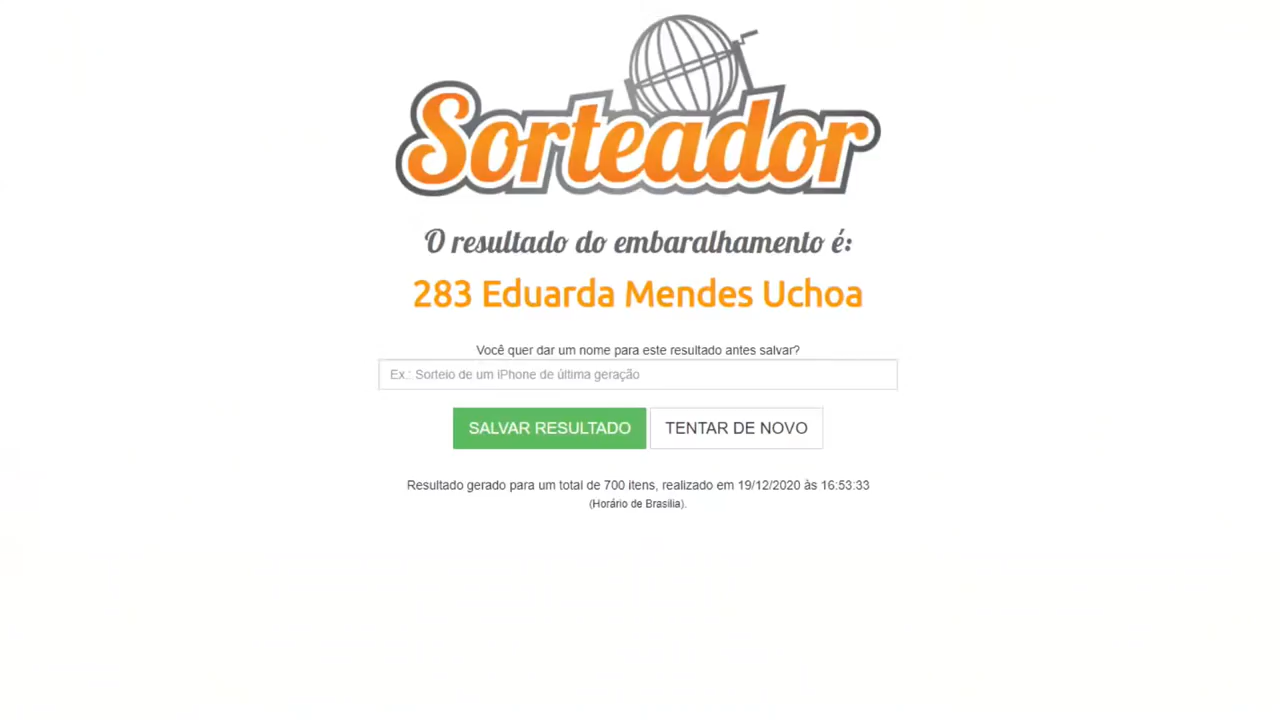 Sorteador
O resultado do embaralhamento é:
283 Eduarda Mendes Uchoa
Você quer dar um nome para este resultado antes salvar?
Ex.: Sorteio de um iPhone de última geração
SALVAR RESULTADO TENTAR DE NOVO
Resultado gerado para um total de 700 itens, realizado em 19/12/2020 às 16:53:33
(Horário de Brasília).